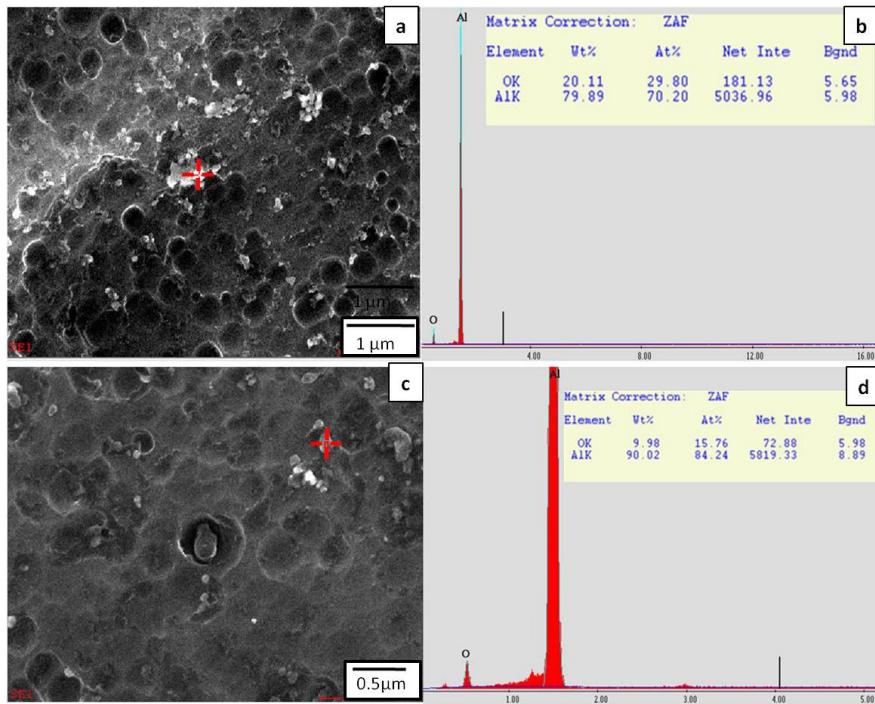 a
1 µm
1 µm
SE1
b
Al
Matrix Correction: ZAF
Element Wt% At% Net Inte Bgnd
OK 20.11 29.80 181.13 5.65
AlK 79.89 70.20 5036.96 5.98
O
4.00 8.00 12.00 16.00
c
0.5µm
SE1
d
Al
Matrix Correction: ZAF
Element Wt% At% Net Inte Bgnd
OK 9.98 15.76 72.88 5.98
AlK 90.02 84.24 5819.33 8.89
O
1.00 2.00 3.00 4.00 5.00